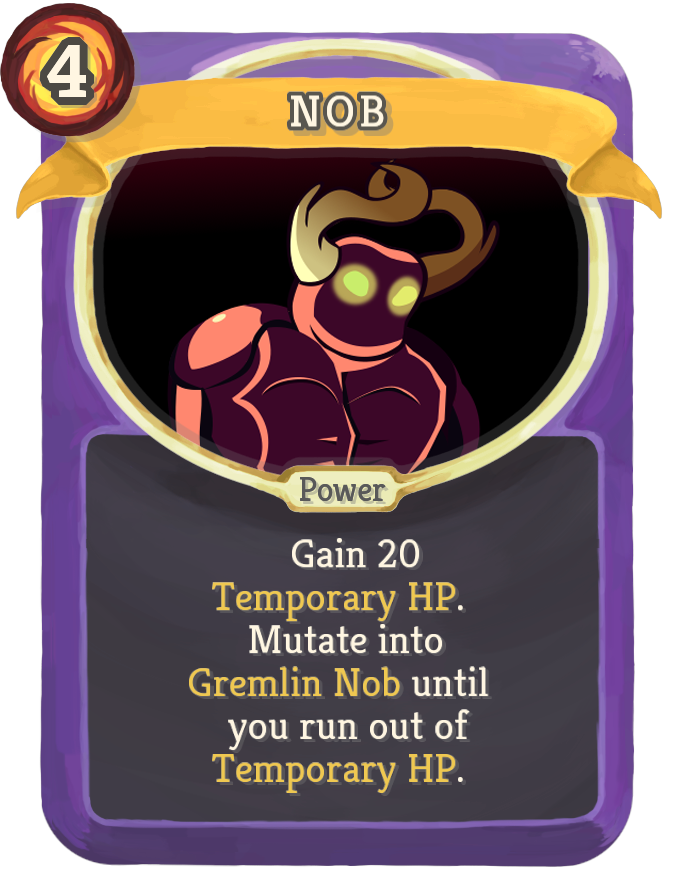 4
NOB
Power
Gain 20
Temporary HP.
Mutate into
Gremlin Nob until
you run out of
Temporary HP.